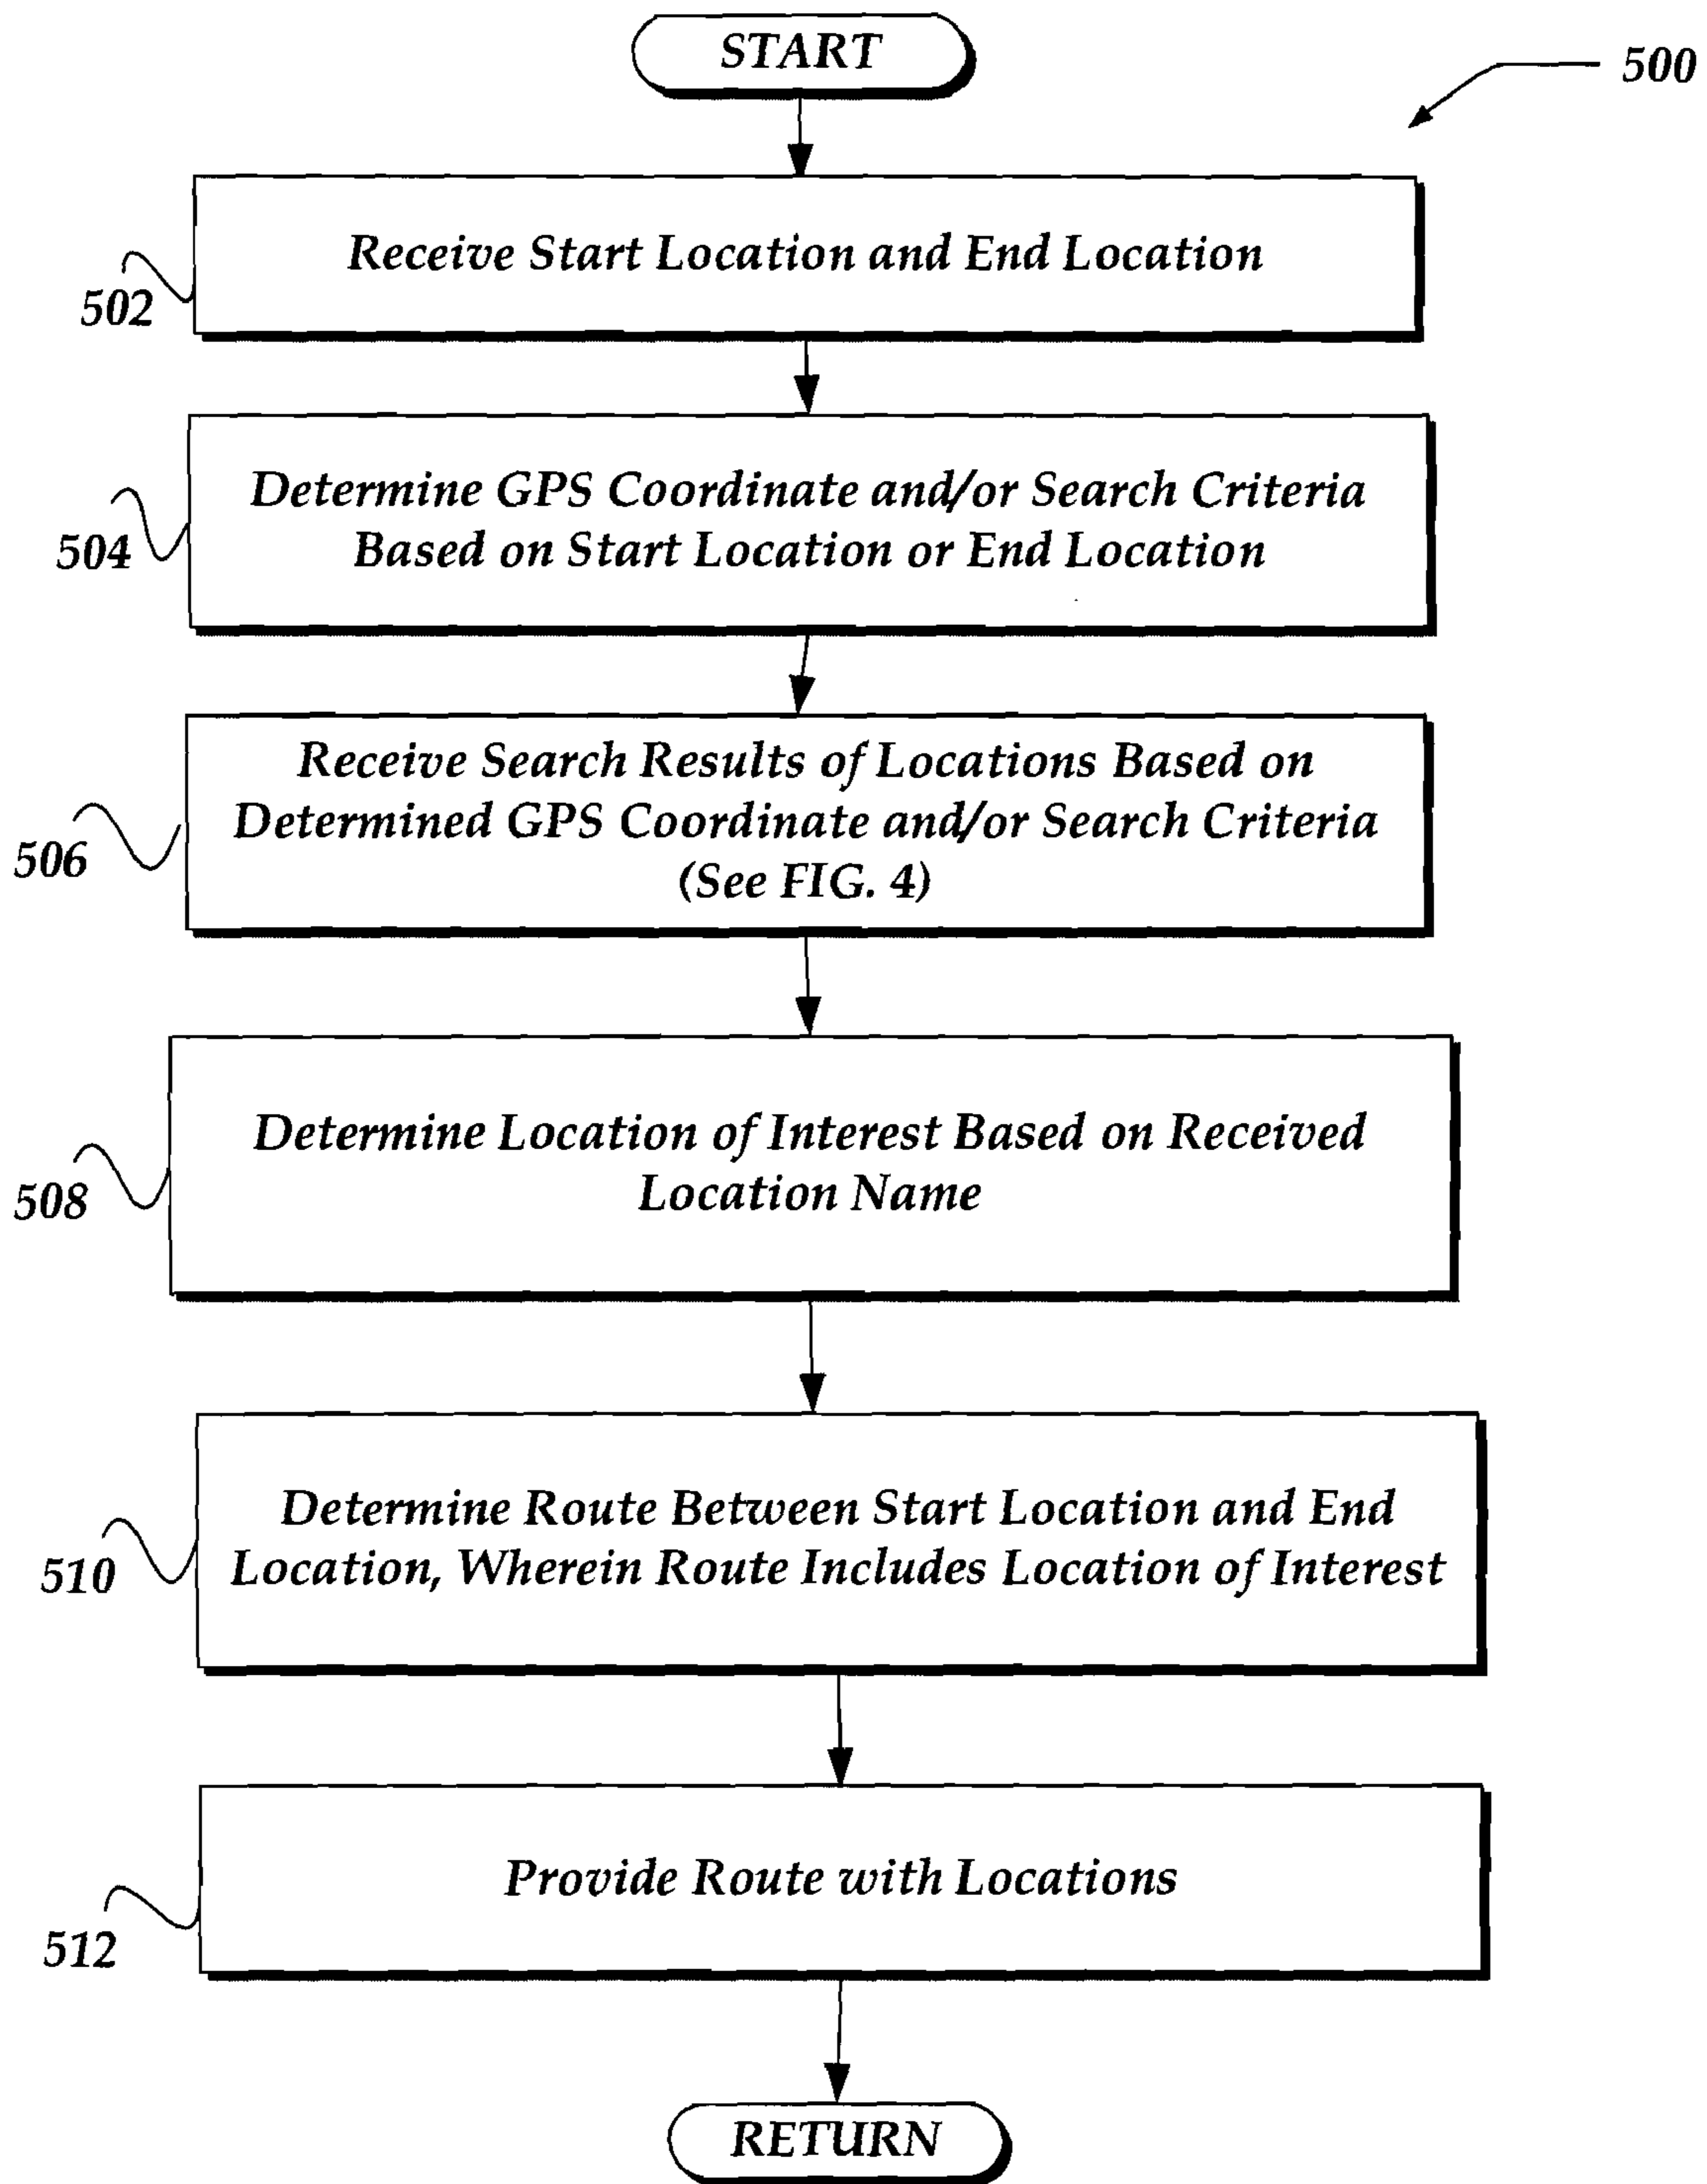 START
500
Receive Start Location and End Location
502
Determine GPS Coordinate and/or Search Criteria
Based on Start Location or End Location
504
Receive Search Results of Locations Based on
Determined GPS Coordinate and/or Search Criteria
(See FIG. 4)
506
Determine Location of Interest Based on Received
Location Name
508
Determine Route Between Start Location and End
Location, Wherein Route Includes Location of Interest
510
Provide Route with Locations
512
RETURN